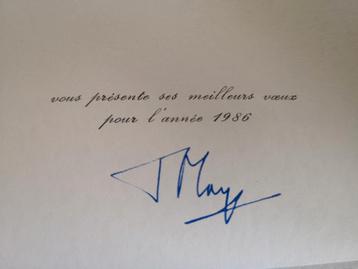 vous présente ses meilleurs vœux
pour l'année 1986